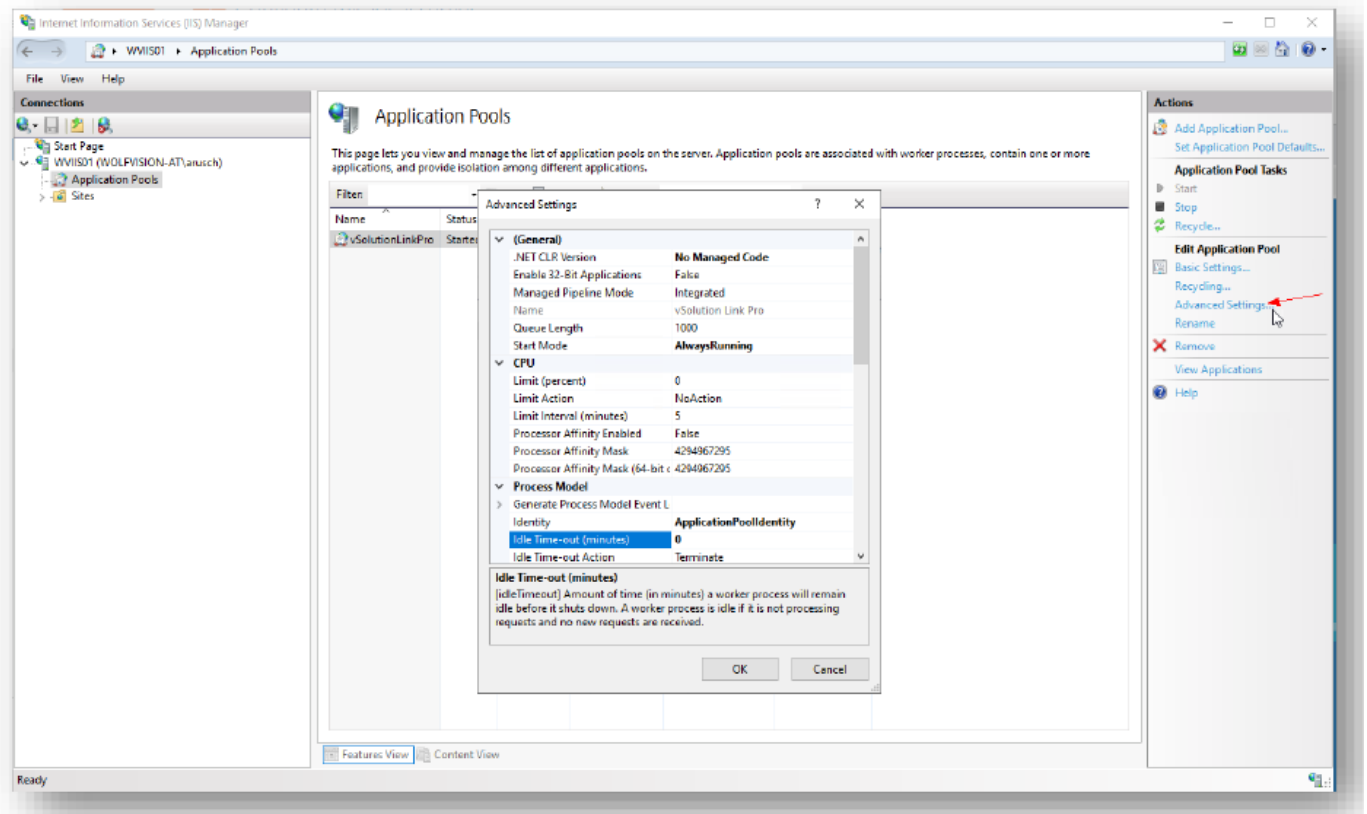 Internet Information Services (IIS) Manager
WVIIS01 Application Pools
File View Help
Connections
Start Page
WVIIS01 (WOLFVISION-AT\arusch)
Application Pools
Sites
Application Pools
This page lets you view and manage the list of application pools on the server. Application pools are associated with worker processes, contain one or more
applications, and provide isolation among different applications.
Filter:
Name Status
vSolutionLinkPro Starte
Advanced Settings ?
(General)
.NET CLR Version No Managed Code
Enable 32-Bit Applications False
Managed Pipeline Mode Integrated
Name vSolution Link Pro
Queue Length 1000
Start Mode AlwaysRunning
CPU
Limit (percent) 0
Limit Action NoAction
Limit Interval (minutes) 5
Processor Affinity Enabled False
Processor Affinity Mask 4294967295
Processor Affinity Mask (64-bit c 4294967295
Process Model
Generate Process Model Event L
Identity ApplicationPoolIdentity
Idle Time-out (minutes) 0
Idle Time-out Action Terminate
Idle Time-out (minutes)
[idleTimeout] Amount of time (in minutes) a worker process will remain
idle before it shuts down. A worker process is idle if it is not processing
requests and no new requests are received.
OK Cancel
Features View Content View
Actions
Add Application Pool...
Set Application Pool Defaults...
Application Pool Tasks
Start
Stop
Recycle...
Edit Application Pool
Basic Settings...
Recycling...
Advanced Settings...
Rename
Remove
View Applications
Help
Ready